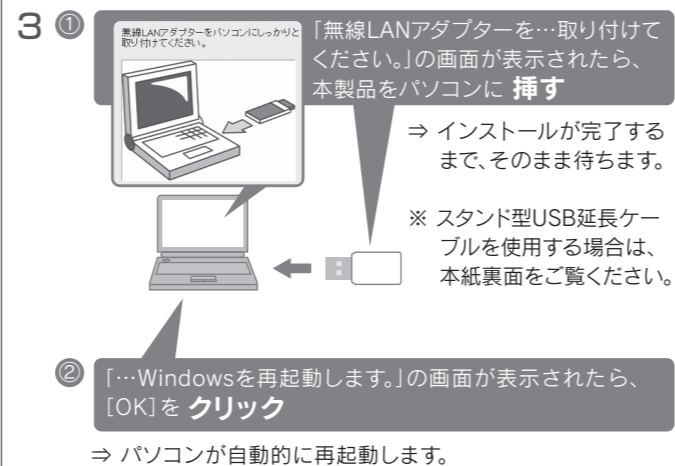 3 ①
無線LANアダプターをパソコンにしっかりと
取り付けてください。
「無線LANアダプターを…取り付けて
ください。」の画面が表示されたら、
本製品をパソコンに 挿す
⇒ インストールが完了する
まで、そのまま待ちます。
※ スタンド型USB延長ケー
ブルを使用する場合は、
本紙裏面をご覧ください。
②
「…Windowsを再起動します。」の画面が表示されたら、
[OK]を クリック
⇒ パソコンが自動的に再起動します。